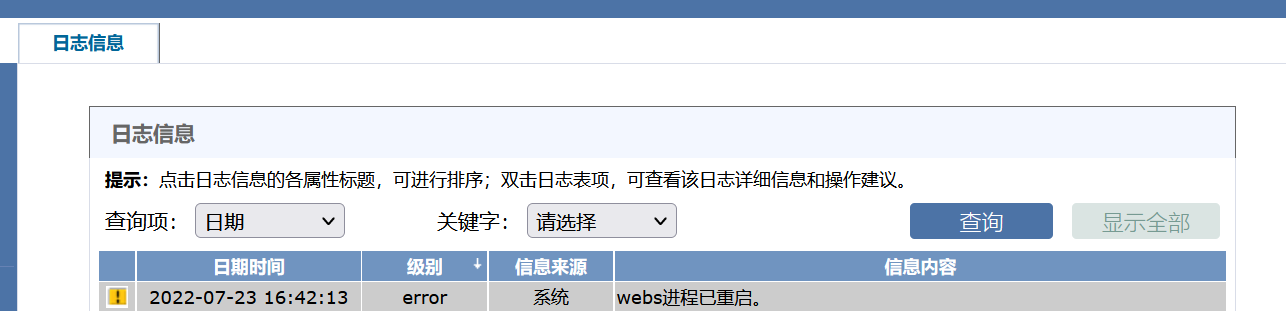 日志信息
日志信息
提示：点击日志信息的各属性标题，可进行排序；双击日志表项，可查看该日志详细信息和操作建议。
查询项： 日期 关键字： 请选择 查询 显示全部
日期时间 级别 信息来源 信息内容
2022-07-23 16:42:13 error 系统 webs进程已重启。